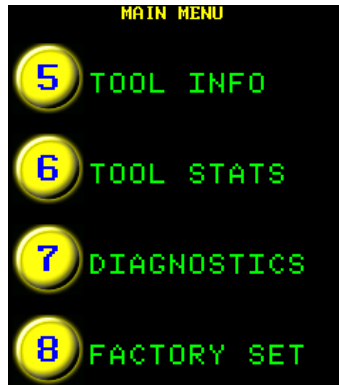 MAIN MENU
5 TOOL INFO
6 TOOL STATS
7 DIAGNOSTICS
8 FACTORY SET